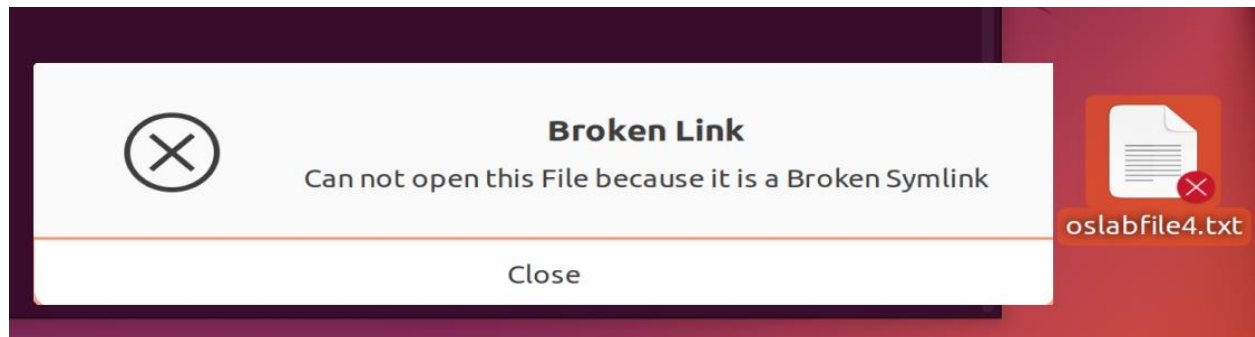 Broken Link
Can not open this File because it is a Broken Symlink
oslabfile4.txt
Close